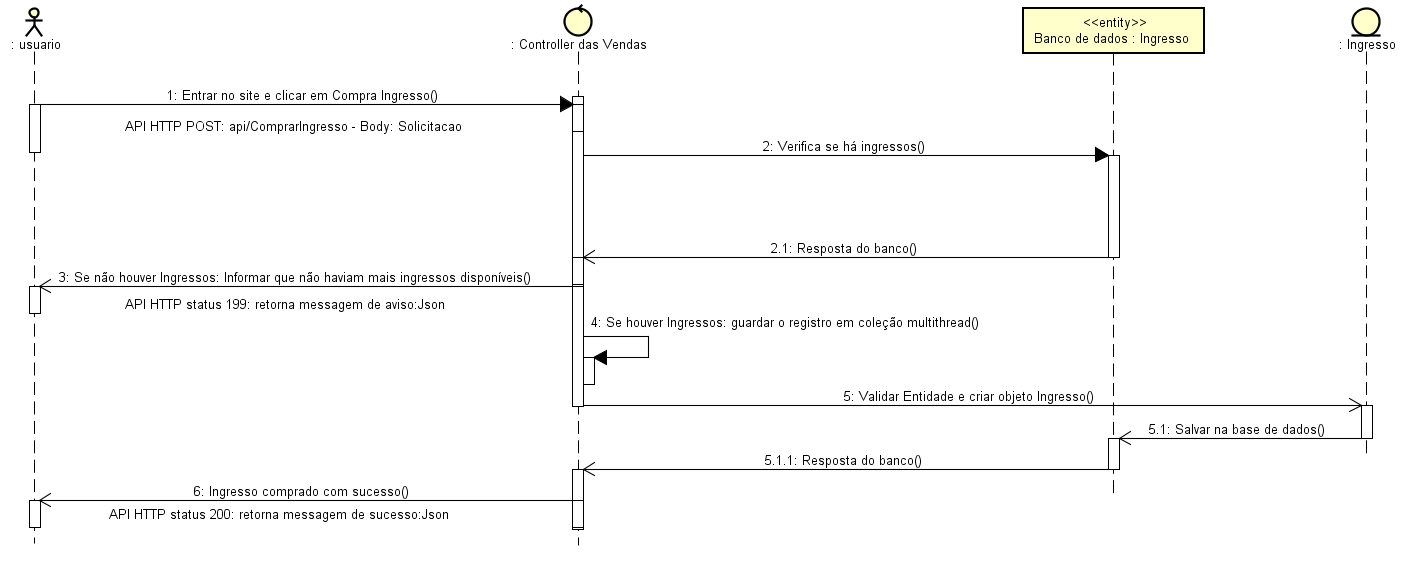 : usuario
: Controller das Vendas
<<entity>>
Banco de dados : Ingresso
: Ingresso
1: Entrar no site e clicar em Compra Ingresso()
API HTTP POST: api/ComprarIngresso - Body: Solicitacao
2: Verifica se há ingressos()
2.1: Resposta do banco()
3: Se não houver Ingressos: Informar que não haviam mais ingressos disponíveis()
API HTTP status 199: retorna messagem de aviso:Json
4: Se houver Ingressos: guardar o registro em coleção multithread()
5: Validar Entidade e criar objeto Ingresso()
5.1: Salvar na base de dados()
5.1.1: Resposta do banco()
6: Ingresso comprado com sucesso()
API HTTP status 200: retorna messagem de sucesso:Json